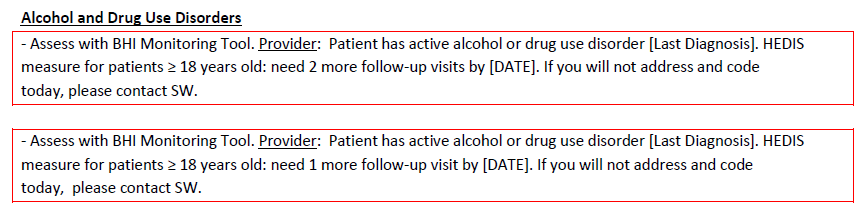 Alcohol and Drug Use Disorders
- Assess with BHI Monitoring Tool. Provider:  Patient has active alcohol or drug use disorder [Last Diagnosis]. HEDIS
measure for patients ≥ 18 years old: need 2 more follow-up visits by [DATE]. If you will not address and code
today, please contact SW.
- Assess with BHI Monitoring Tool. Provider:  Patient has active alcohol or drug use disorder [Last Diagnosis]. HEDIS
measure for patients ≥ 18 years old: need 1 more follow-up visit by [DATE]. If you will not address and code
today,  please contact SW.